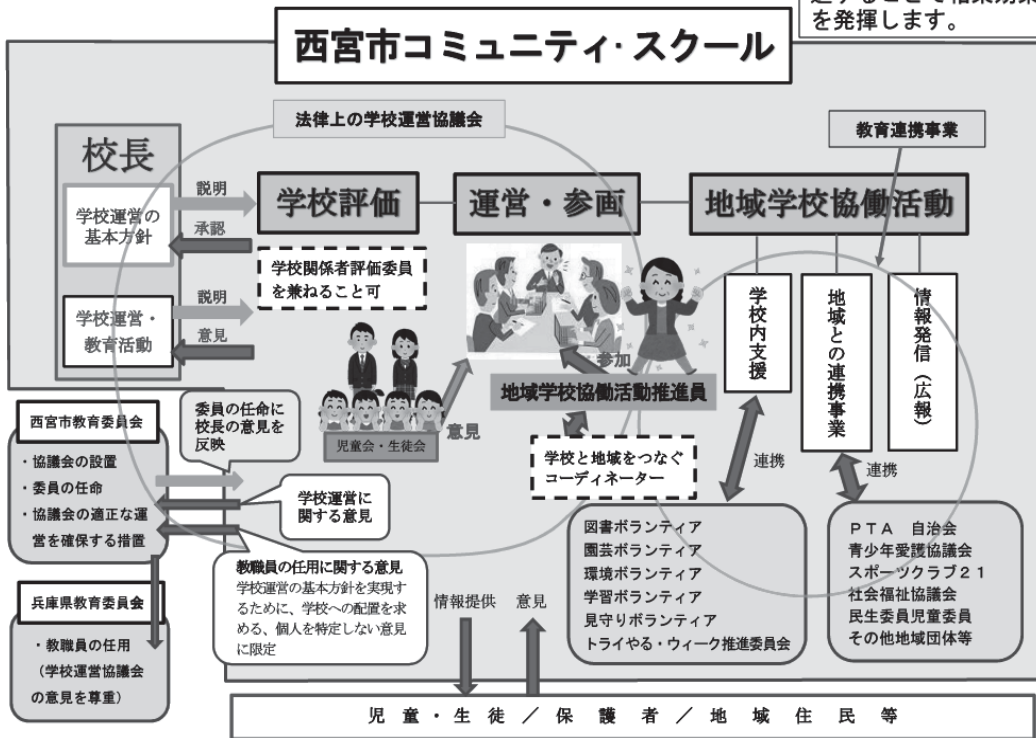 を発揮します。
西宮市コミュニティ・スクール
法律上の学校運営協議会
教育連携事業
校長
学校運営の
基本方針
説明
承認
学校運営・
教育活動
説明
意見
学校評価
運営・参画
地域学校協働活動
学校関係者評価委員
を兼ねること可
児童会・生徒会
意見
参加
地域学校協働活動推進員
学校と地域をつなぐ
コーディネーター
学校内支援
地域との連携事業
情報発信（広報）
連携
連携
西宮市教育委員会
・協議会の設置
・委員の任命
・協議会の適正な運
営を確保する措置
委員の任命に
校長の意見を
反映
学校運営に
関する意見
教職員の任用に関する意見
学校運営の基本方針を実現す
るために、学校への配置を求
める、個人を特定しない意見
に限定
兵庫県教育委員会
・教職員の任用
（学校運営協議会
の意見を尊重）
情報提供
意見
図書ボランティア
園芸ボランティア
環境ボランティア
学習ボランティア
見守りボランティア
トライやる・ウィーク推進委員会
ＰＴＡ　自治会
青少年愛護協議会
スポーツクラブ２１
社会福祉協議会
民生委員児童委員
その他地域団体等
児童・生徒／保護者／地域住民等